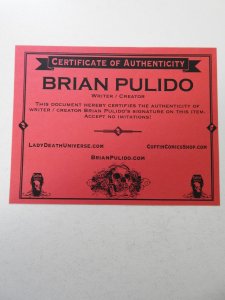 CERTIFICATE OF AUTHENTICITY
BRIAN PULIDO
WRITER / CREATOR
THIS DOCUMENT HEREBY CERTIFIES THE AUTHENTICITY OF
WRITER / CREATOR BRIAN PULIDO'S SIGNATURE ON THIS ITEM.
ACCEPT NO IMITATIONS!
LADYDEATHUNIVERSE.COM
COFFINCOMICSSHOP.COM
BRIANPULIDO.COM